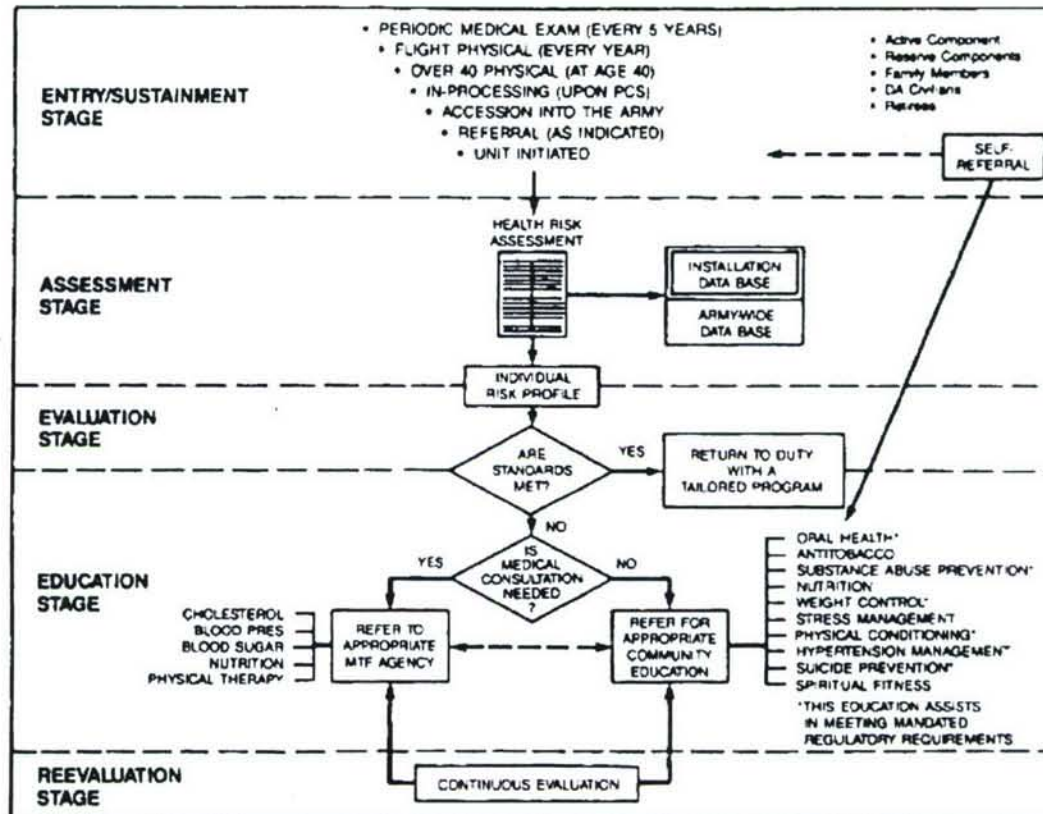 • PERIODIC MEDICAL EXAM (EVERY 5 YEARS)
• FLIGHT PHYSICAL (EVERY YEAR)
• OVER 40 PHYSICAL (AT AGE 40)
• IN-PROCESSING (UPON PCS)
• ACCESSION INTO THE ARMY
• REFERRAL (AS INDICATED)
• UNIT INITIATED
• Active Component
• Reserve Components
• Family Members
• DA Civilians
• Retirees
ENTRY/SUSTAINMENT
STAGE
SELF-
REFERRAL
HEALTH RISK
ASSESSMENT
ASSESSMENT
STAGE
INSTALLATION
DATA BASE
ARMY-WIDE
DATA BASE
INDIVIDUAL
RISK PROFILE
EVALUATION
STAGE
ARE
STANDARDS
MET?
YES
RETURN TO DUTY
WITH A
TAILORED PROGRAM
NO
EDUCATION
STAGE
YES
IS
MEDICAL
CONSULTATION
NEEDED
?
NO
CHOLESTEROL
BLOOD PRES
BLOOD SUGAR
NUTRITION
PHYSICAL THERAPY
REFER TO
APPROPRIATE
MTF AGENCY
REFER FOR
APPROPRIATE
COMMUNITY
EDUCATION
ORAL HEALTH*
ANTITOBACCO
SUBSTANCE ABUSE PREVENTION*
NUTRITION
WEIGHT CONTROL*
STRESS MANAGEMENT
PHYSICAL CONDITIONING*
HYPERTENSION MANAGEMENT*
SUICIDE PREVENTION*
SPIRITUAL FITNESS
*THIS EDUCATION ASSISTS
IN MEETING MANDATED
REGULATORY REQUIREMENTS
REEVALUATION
STAGE
CONTINUOUS EVALUATION